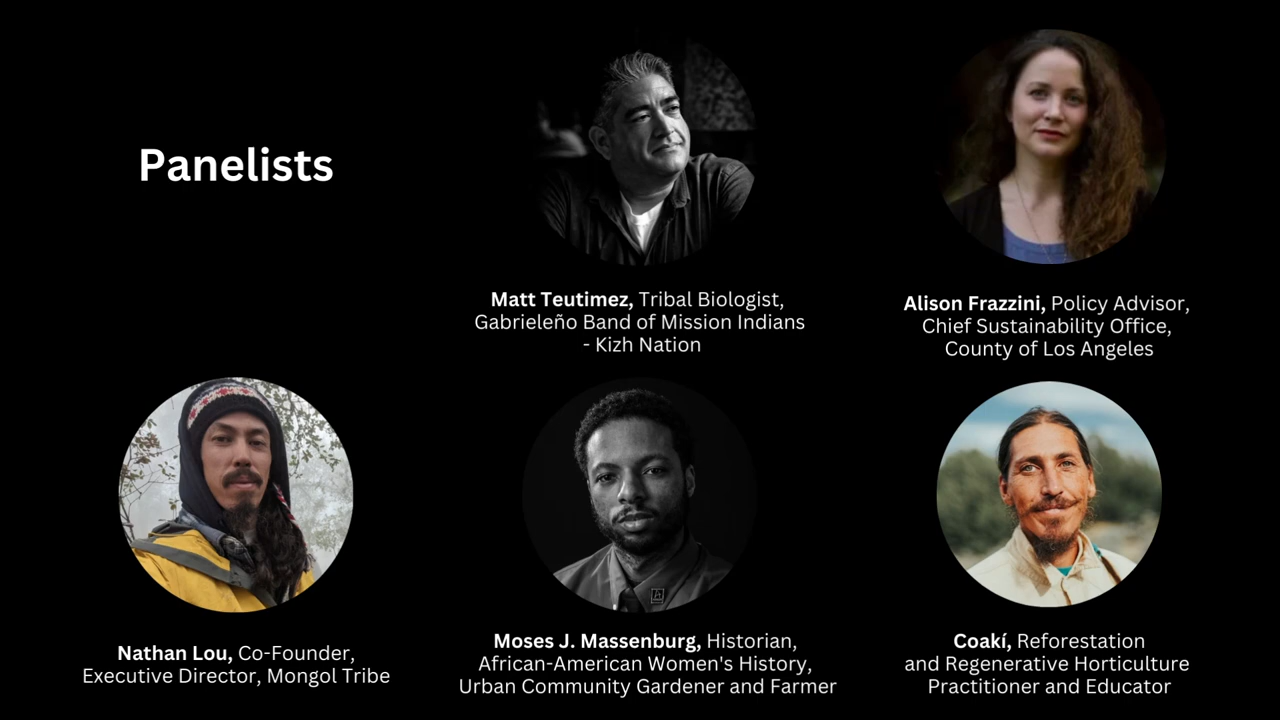 Panelists
Matt Teutimez, Tribal Biologist,
Gabrieleño Band of Mission Indians
- Kizh Nation
Alison Frazzini, Policy Advisor,
Chief Sustainability Office,
County of Los Angeles
Nathan Lou, Co-Founder,
Executive Director, Mongol Tribe
Moses J. Massenburg, Historian,
African-American Women's History,
Urban Community Gardener and Farmer
Coakí, Reforestation
and Regenerative Horticulture
Practitioner and Educator